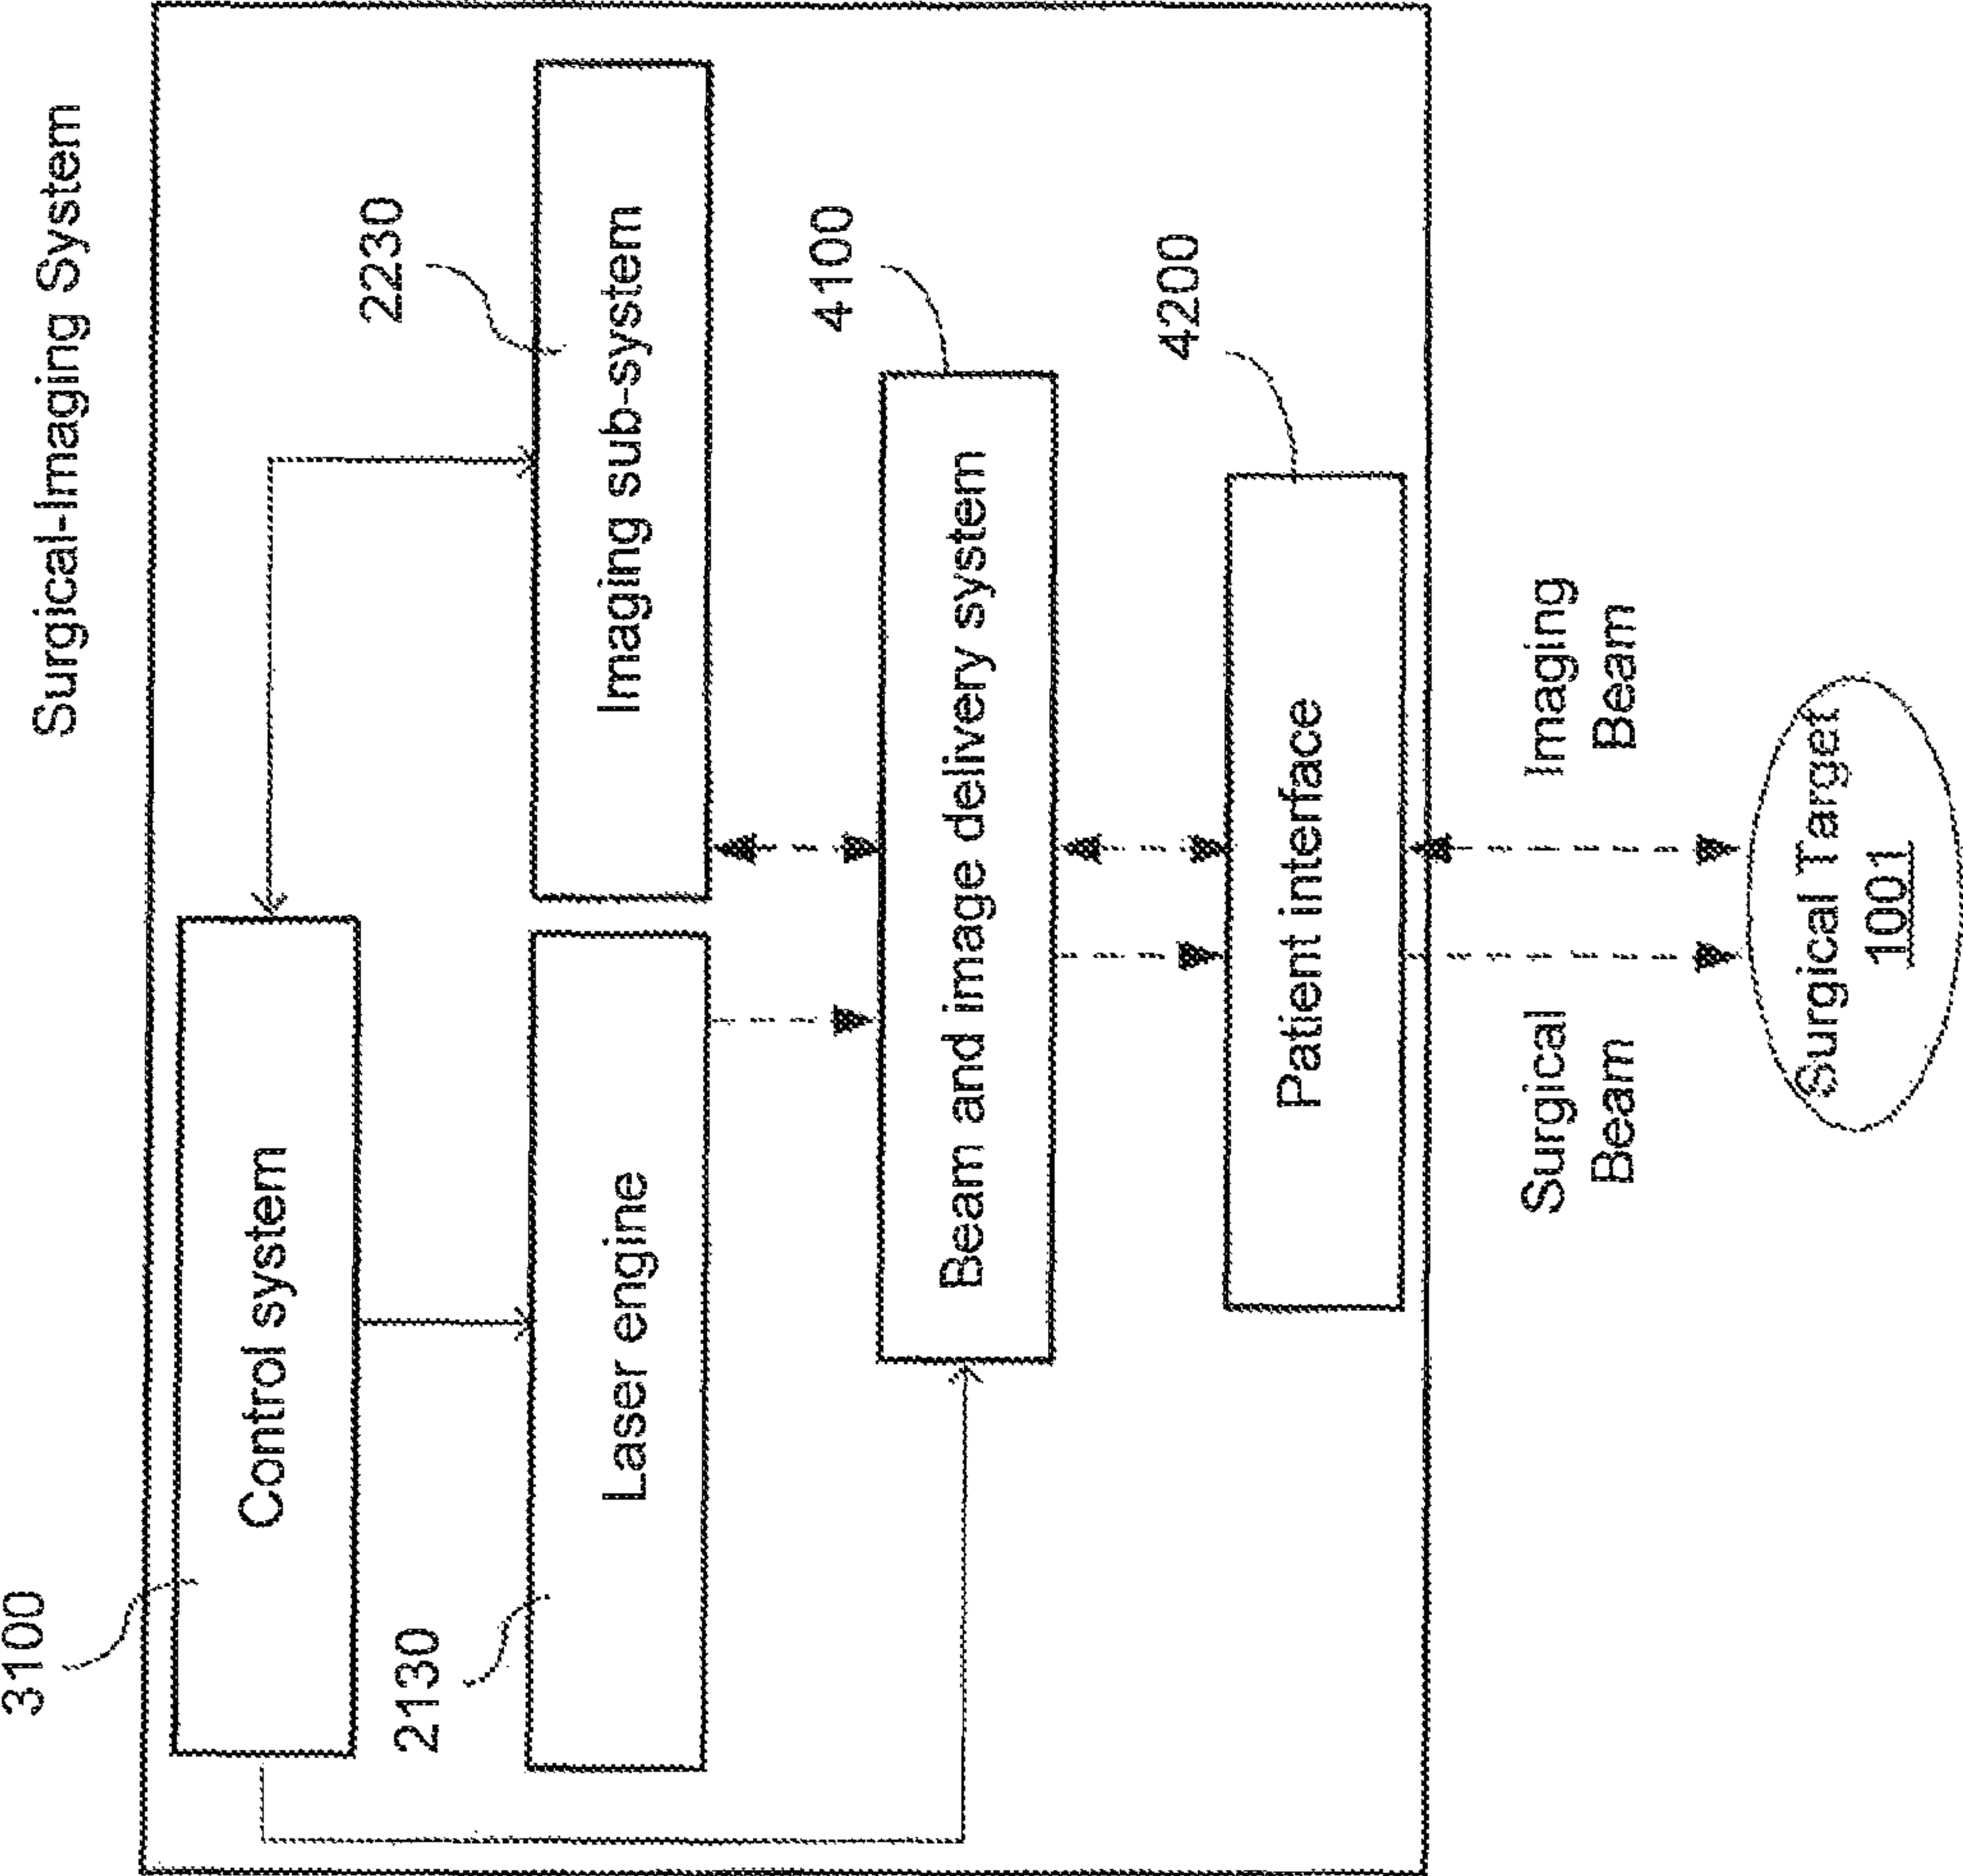 Surgical-Imaging System
3100
Control system
2130
Laser engine
2230
Imaging sub-system
4100
Beam and image delivery system
4200
Patient interface
Surgical
Beam
Imaging
Beam
Surgical Target
1001